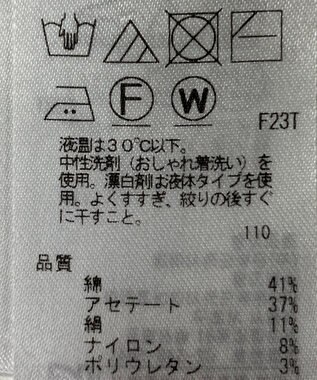 F W
F23T
液温は30℃以下。
中性洗剤（おしゃれ着洗い）を
使用。漂白剤は液体タイプを使
用。よくすすぎ、絞りの後すぐ
に干すこと。
110
品質
綿 41%
アセテート 37%
絹 11%
ナイロン 8%
ポリウレタン 3%